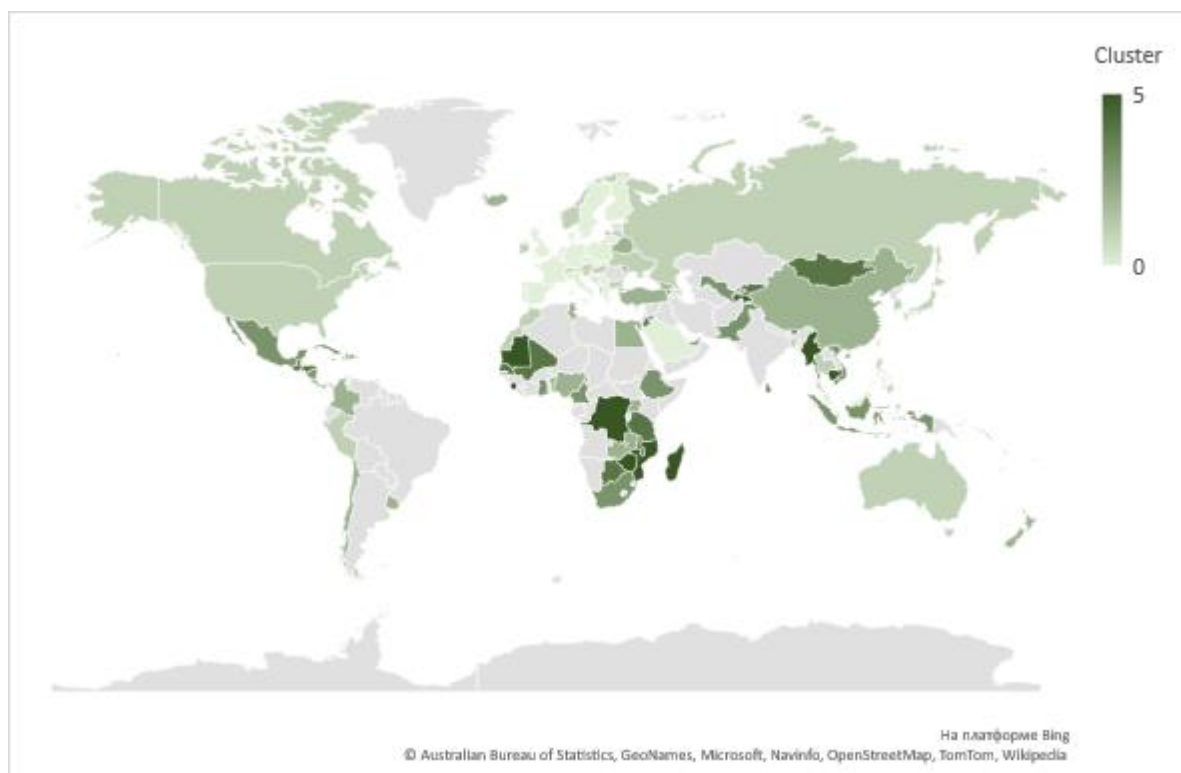 Cluster
5
0
На платформе Bing
© Australian Bureau of Statistics, GeoNames, Microsoft, Navinfo, OpenStreetMap, TomTom, Wikipedia